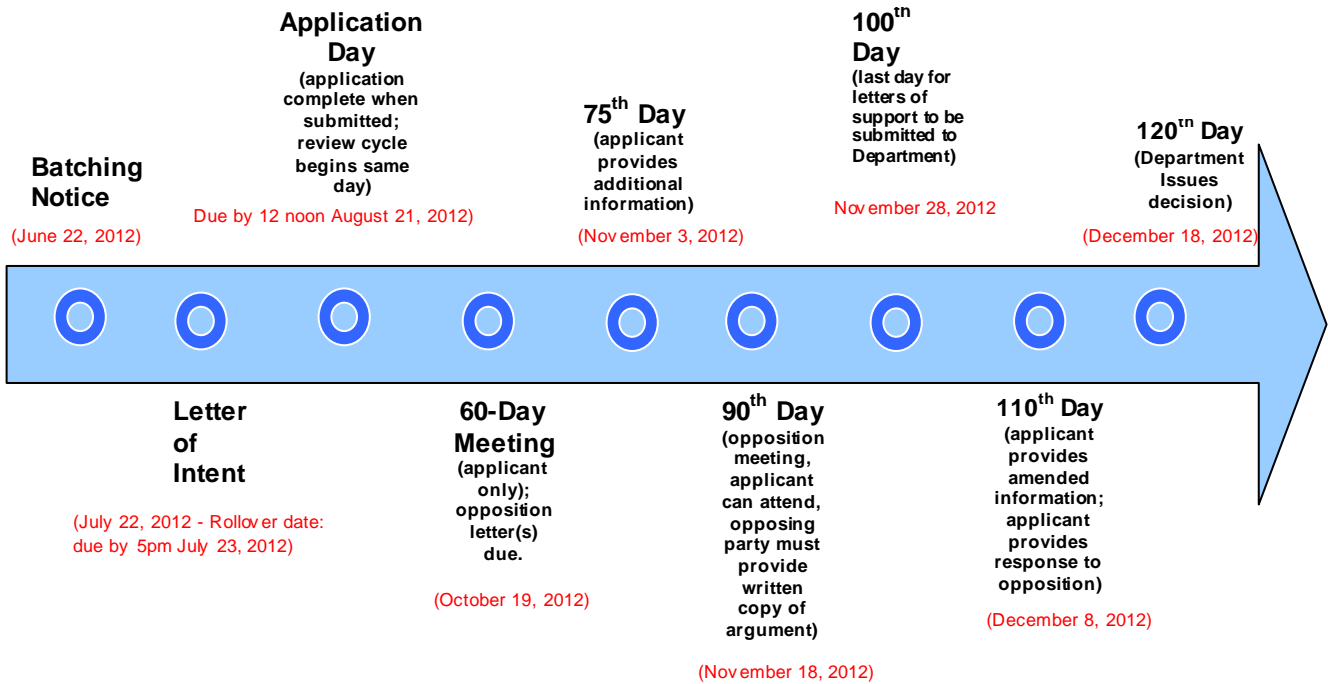 Batching
Notice
(June 22, 2012)
Letter
of
Intent
(July 22, 2012 - Rollover date:
due by 5pm July 23, 2012)
Application
Day
(application
complete when
submitted;
review cycle
begins same
day)
Due by 12 noon August 21, 2012)
60-Day
Meeting
(applicant
only);
opposition
letter(s)
due.
(October 19, 2012)
75th Day
(applicant
provides
additional
information)
(November 3, 2012)
90th Day
(opposition
meeting,
applicant
can attend,
opposing
party must
provide
written
copy of
argument)
(November 18, 2012)
100th
Day
(last day for
letters of
support to be
submitted to
Department)
November 28, 2012
110th Day
(applicant
provides
amended
information;
applicant
provides
response to
opposition)
(December 8, 2012)
120th Day
(Department
Issues
decision)
(December 18, 2012)